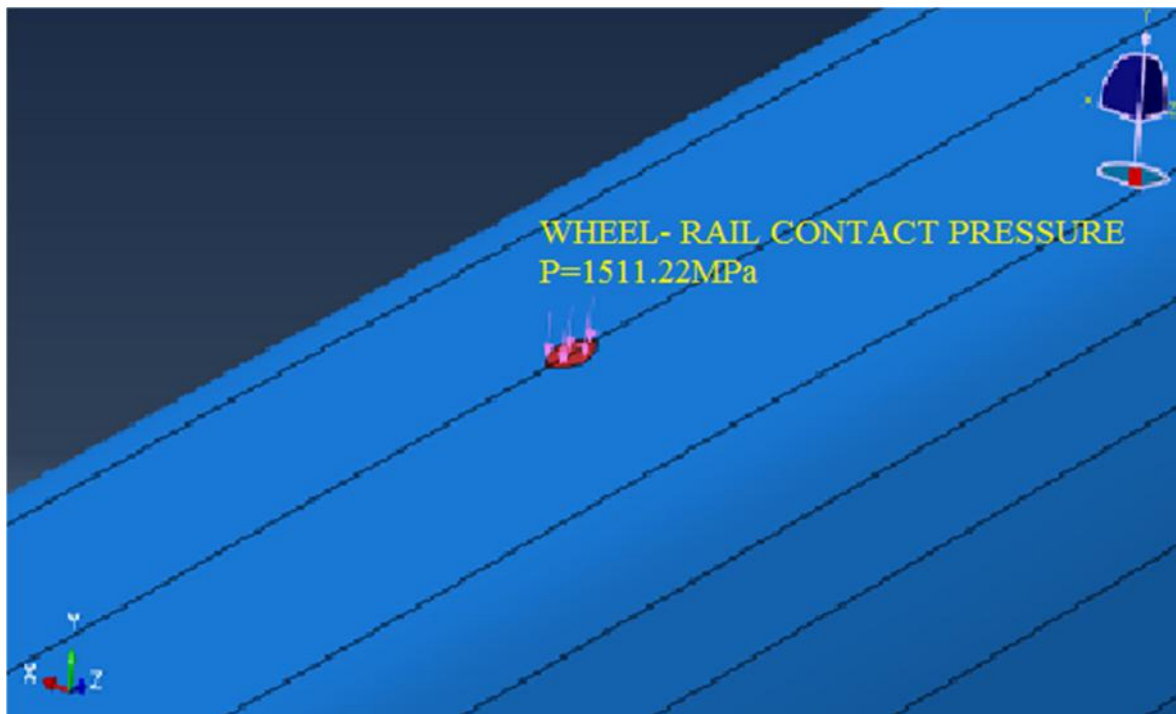 WHEEL- RAIL CONTACT PRESSURE
P=1511.22MPa
Y
X
Z